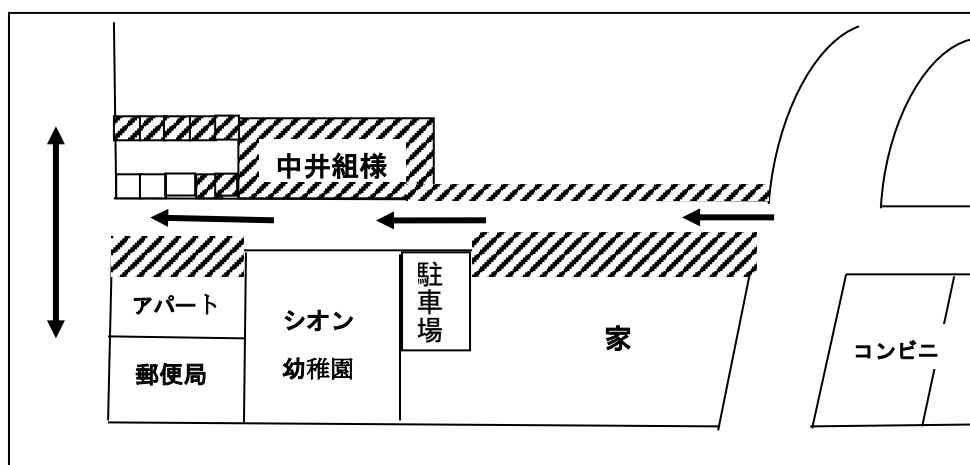 中井組様
アパート
郵便局
シオン
幼稚園
駐車場
家
コンビニ